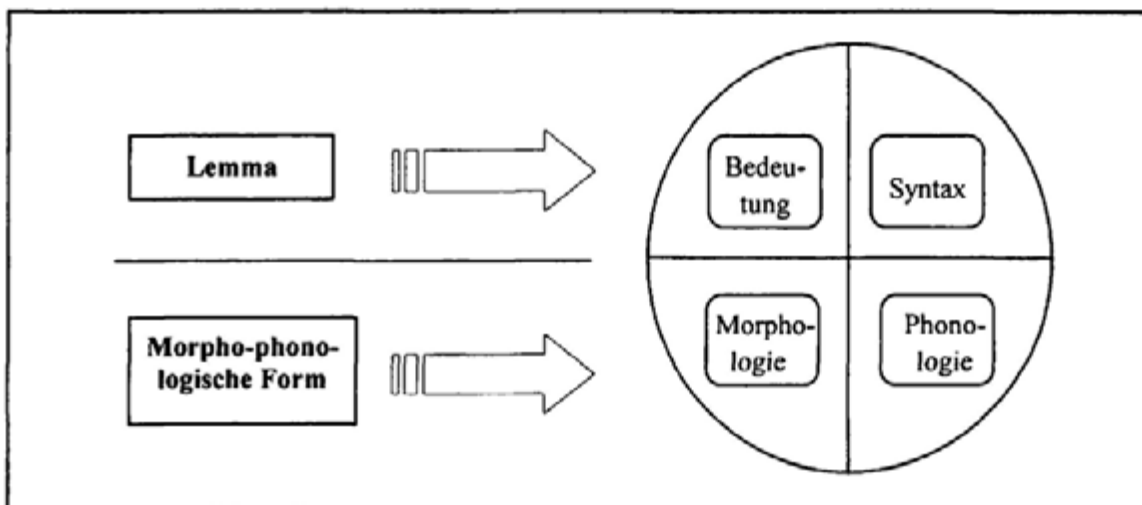 Lemma
Bedeu-
tung
Syntax
Morpho-phono-
logische Form
Morpho-
logie
Phono-
logie